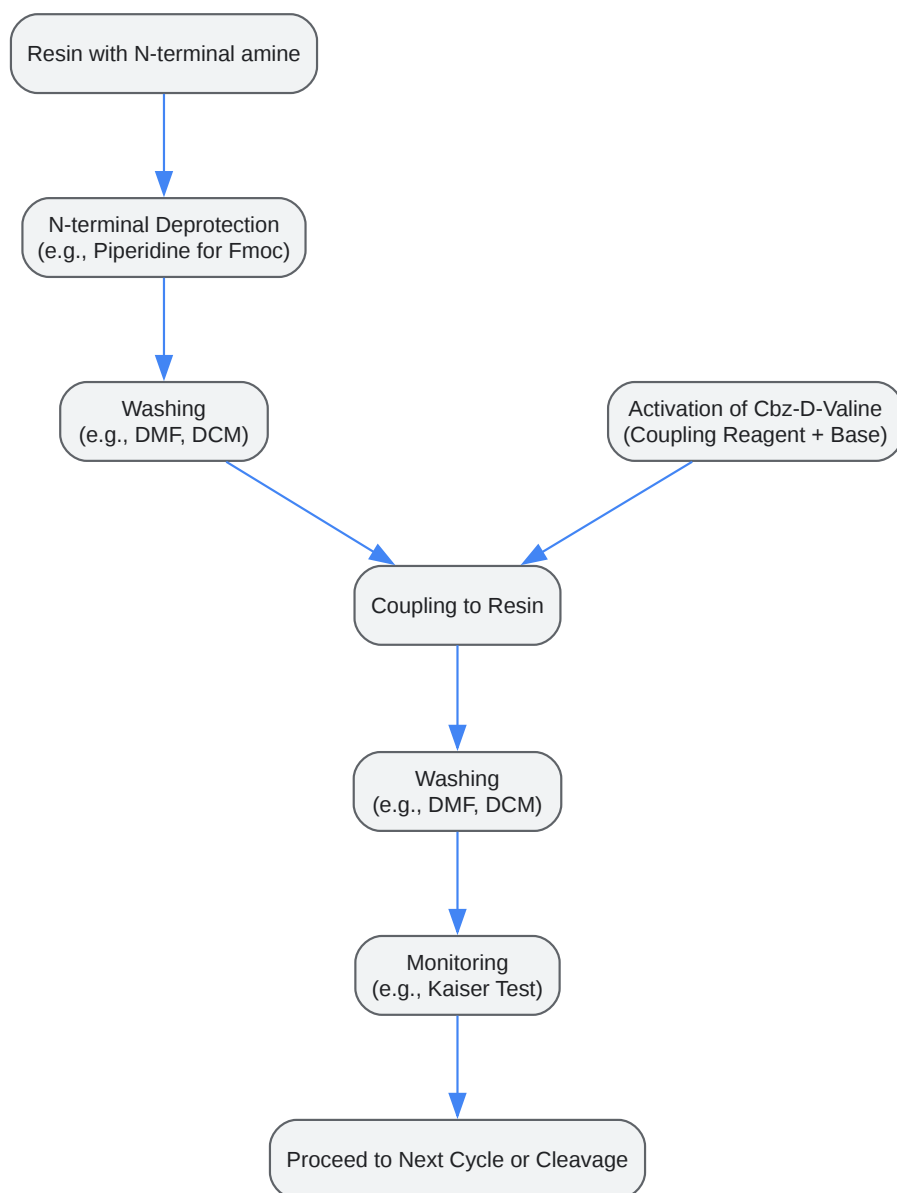 Resin with N-terminal amine
N-terminal Deprotection
(e.g., Piperidine for Fmoc)
Washing
(e.g., DMF, DCM)
Activation of Cbz-D-Valine
(Coupling Reagent + Base)
Coupling to Resin
Washing
(e.g., DMF, DCM)
Monitoring
(e.g., Kaiser Test)
Proceed to Next Cycle or Cleavage